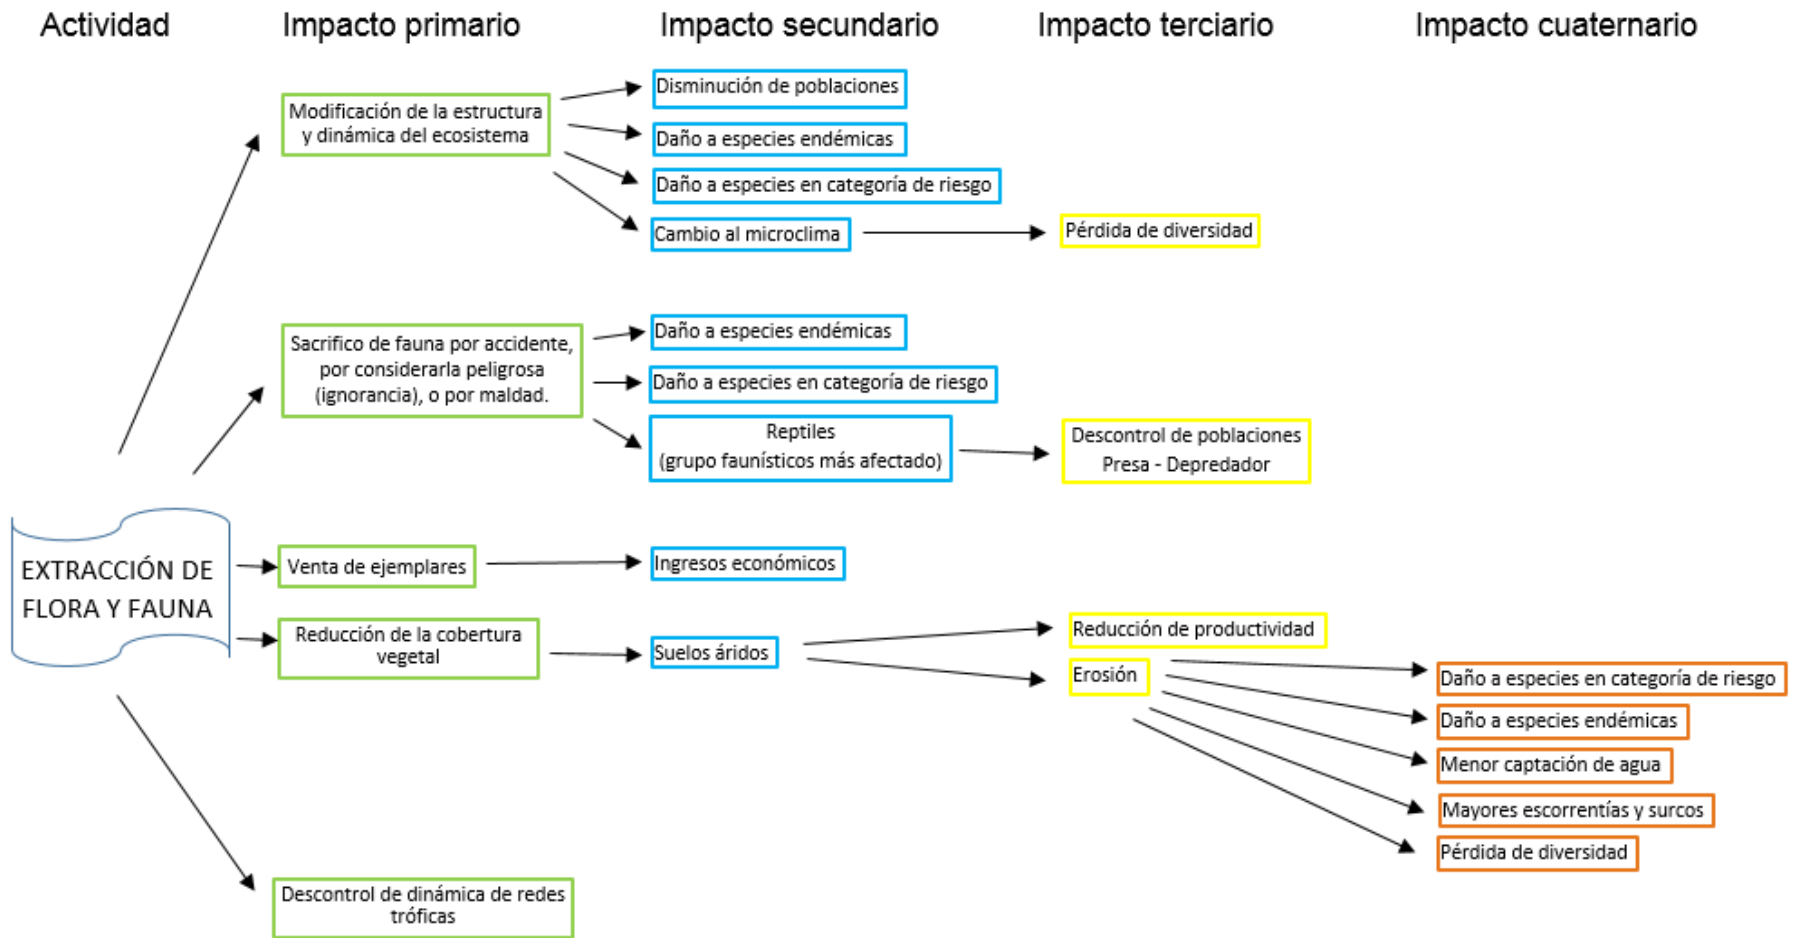 Actividad
Impacto primario
Impacto secundario
Impacto terciario
Impacto cuaternario
Modificación de la estructura
y dinámica del ecosistema
Disminución de poblaciones
Daño a especies endémicas
Daño a especies en categoría de riesgo
Cambio al microclima
Pérdida de diversidad
Sacrifico de fauna por accidente,
por considerarla peligrosa
(ignorancia), o por maldad.
Daño a especies endémicas
Daño a especies en categoría de riesgo
Reptiles
(grupo faunísticos más afectado)
Descontrol de poblaciones
Presa - Depredador
EXTRACCIÓN DE
FLORA Y FAUNA
Venta de ejemplares
Ingresos económicos
Reducción de la cobertura
vegetal
Suelos áridos
Reducción de productividad
Erosión
Daño a especies en categoría de riesgo
Daño a especies endémicas
Menor captación de agua
Mayores escorrentías y surcos
Pérdida de diversidad
Descontrol de dinámica de redes
tróficas